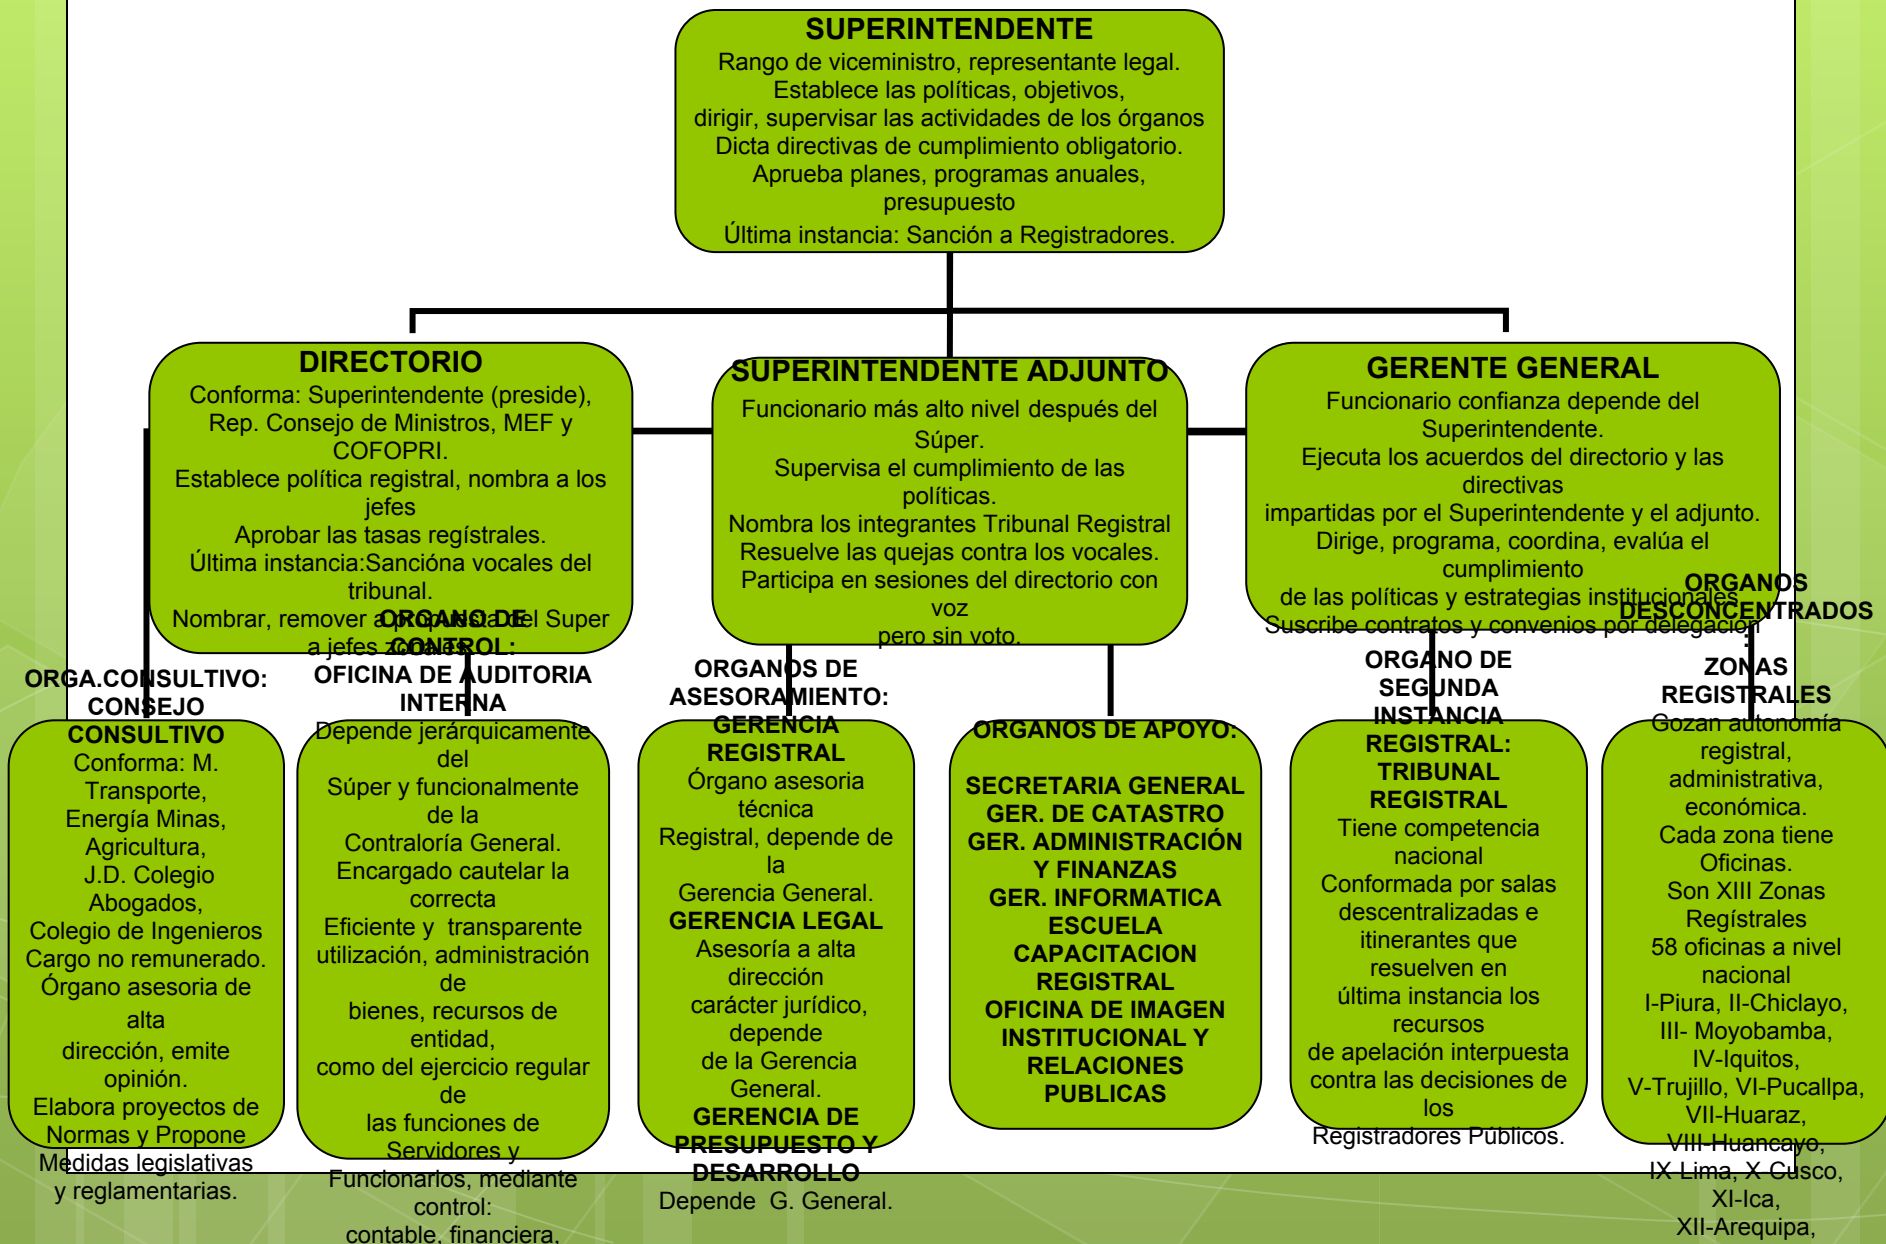 SUPERINTENDENTE
Rango de viceministro, representante legal.
Establece las políticas, objetivos,
dirigir, supervisar las actividades de los órganos
Dicta directivas de cumplimiento obligatorio.
Aprueba planes, programas anuales,
presupuesto
Última instancia: Sanción a Registradores.
DIRECTORIO
Conforma: Superintendente (preside),
Rep. Consejo de Ministros, MEF y
COFOPRI.
Establece política registral, nombra a los
jefes
Aprobar las tasas regístrales.
Última instancia:Sancióna vocales del
tribunal.
Nombrar, remover a propuesta del Super
a jefes zonales.
SUPERINTENDENTE ADJUNTO
Funcionario más alto nivel después del
Súper.
Supervisa el cumplimiento de las
políticas.
Nombra los integrantes Tribunal Registral
Resuelve las quejas contra los vocales.
Participa en sesiones del directorio con
voz
pero sin voto.
GERENTE GENERAL
Funcionario confianza depende del
Superintendente.
Ejecuta los acuerdos del directorio y las
directivas
impartidas por el Superintendente y el adjunto.
Dirige, programa, coordina, evalúa el
cumplimiento
de las políticas y estrategias institucionales
Suscribe contratos y convenios por delegación
ORGA.CONSULTIVO:
CONSEJO
CONSULTIVO
Conforma: M.
Transporte,
Energía Minas,
Agricultura,
J.D. Colegio
Abogados,
Colegio de Ingenieros
Cargo no remunerado.
Órgano asesoria de
alta
dirección, emite
opinión.
Elabora proyectos de
Normas y Propone
Medidas legislativas
y reglamentarias.
ORGANO DE
CONTROL:
OFICINA DE AUDITORIA
INTERNA
Depende jerárquicamente
del
Súper y funcionalmente
de la
Contraloría General.
Encargado cautelar la
correcta
Eficiente y transparente
utilización, administración
de
bienes, recursos de
entidad,
como del ejercicio regular
de
las funciones de
Servidores y
Funcionarios, mediante
control:
contable, financiera,
ORGANOS DE
ASESORAMIENTO:
GERENCIA
REGISTRAL
Órgano asesoria
técnica
Registral, depende de
la
Gerencia General.
GERENCIA LEGAL
Asesoría a alta
dirección
carácter jurídico,
depende
de la Gerencia
General.
GERENCIA DE
PRESUPUESTO Y
DESARROLLO
Depende G. General.
ORGANOS DE APOYO:
SECRETARIA GENERAL
GER. DE CATASTRO
GER. ADMINISTRACIÓN
Y FINANZAS
GER. INFORMATICA
ESCUELA
CAPACITACION
REGISTRAL
OFICINA DE IMAGEN
INSTITUCIONAL Y
RELACIONES
PUBLICAS
ORGANO DE
SEGUNDA
INSTANCIA
REGISTRAL:
TRIBUNAL
REGISTRAL
Tiene competencia
nacional
Conformada por salas
descentralizadas e
itinerantes que
resuelven en
última instancia los
recursos
de apelación interpuesta
contra las decisiones de
los
Registradores Públicos.
ORGANOS
DESCONCENTRADOS
:
ZONAS
REGISTRALES
Gozan autonomía
registral,
administrativa,
económica.
Cada zona tiene
Oficinas.
Son XIII Zonas
Regístrales
58 oficinas a nivel
nacional
I-Piura, II-Chiclayo,
III- Moyobamba,
IV-Iquitos,
V-Trujillo, VI-Pucallpa,
VII-Huaraz,
VIII-Huancayo,
IX-Lima, X-Cusco,
XI-Ica,
XII-Arequipa,